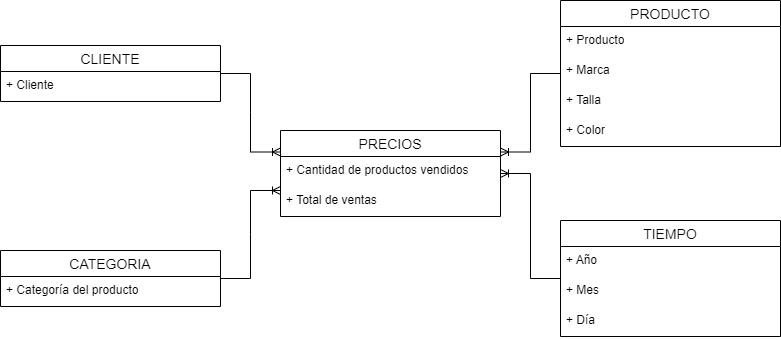 CLIENTE
+ Cliente
CATEGORIA
+ Categoría del producto
PRECIOS
+ Cantidad de productos vendidos
+ Total de ventas
PRODUCTO
+ Producto
+ Marca
+ Talla
+ Color
TIEMPO
+ Año
+ Mes
+ Día